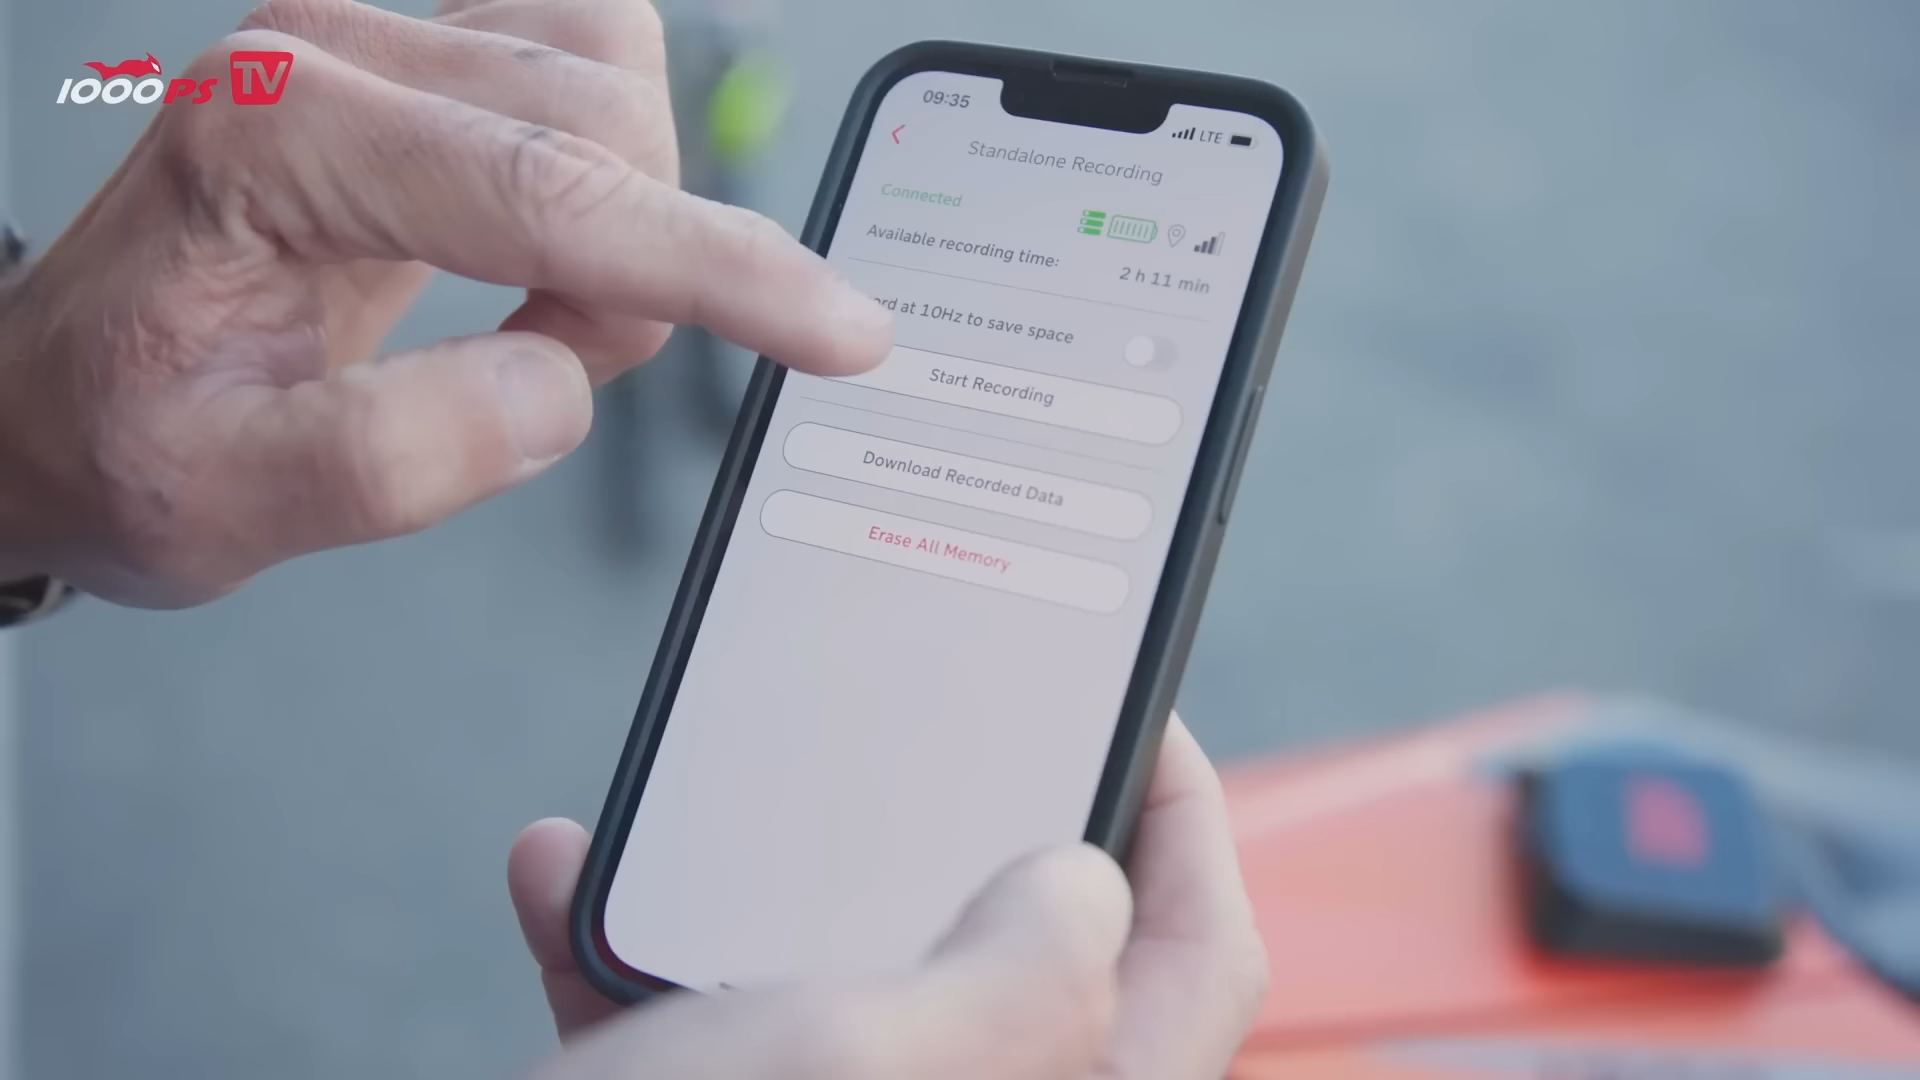 1000PS TV
09:35
LTE
Standalone Recording
Connected
Available recording time:
2 h 11 min
at 10Hz to save space
Start Recording
Download Recorded Data
Erase All Memory